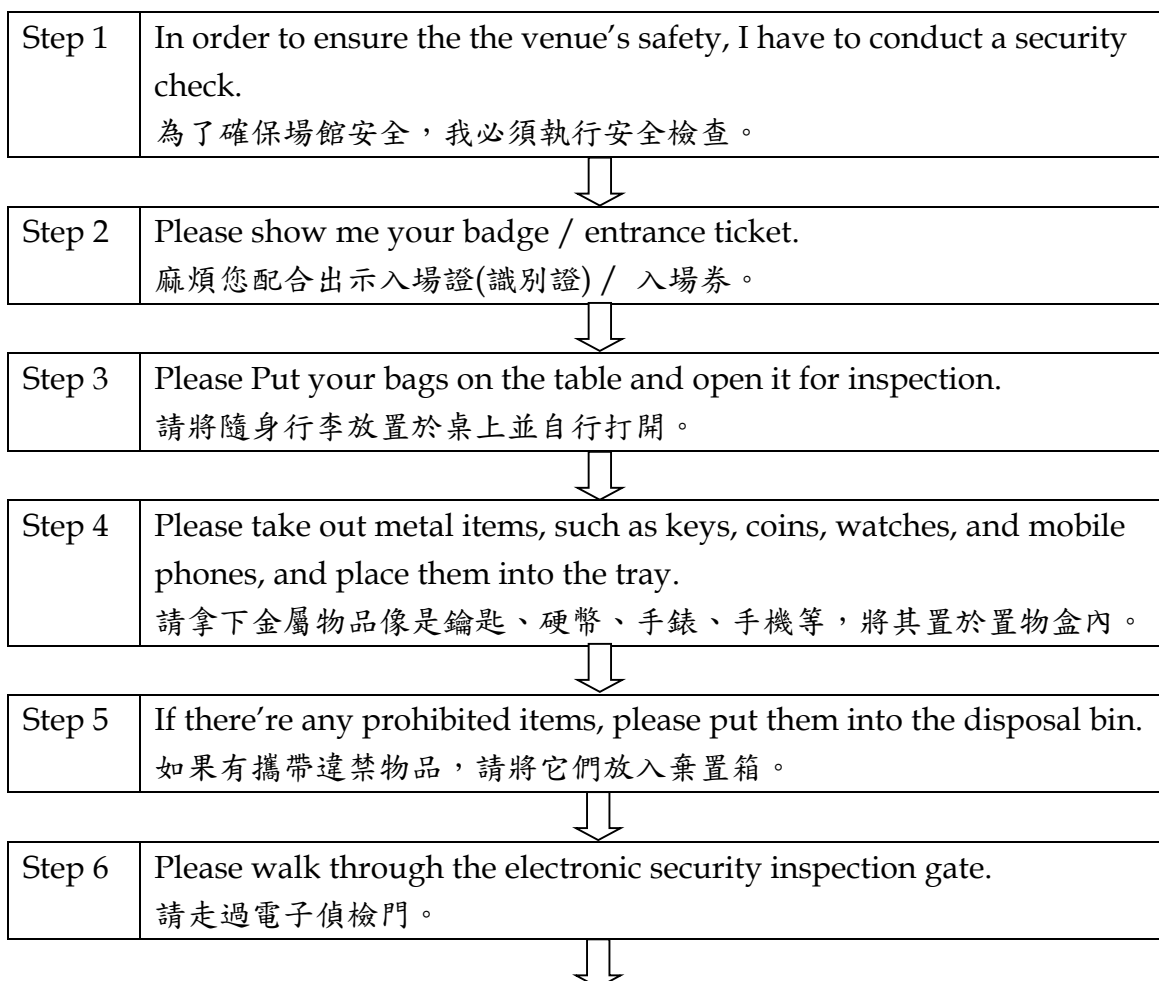 Step 1
In order to ensure the the venue’s safety, I have to conduct a security
check.
為了確保場館安全，我必須執行安全檢查。
Step 2
Please show me your badge / entrance ticket.
麻煩您配合出示入場證(識別證) / 入場券。
Step 3
Please Put your bags on the table and open it for inspection.
請將隨身行李放置於桌上並自行打開。
Step 4
Please take out metal items, such as keys, coins, watches, and mobile
phones, and place them into the tray.
請拿下金屬物品像是鑰匙、硬幣、手錶、手機等，將其置於置物盒內。
Step 5
If there’re any prohibited items, please put them into the disposal bin.
如果有攜帶違禁物品，請將它們放入棄置箱。
Step 6
Please walk through the electronic security inspection gate.
請走過電子偵檢門。